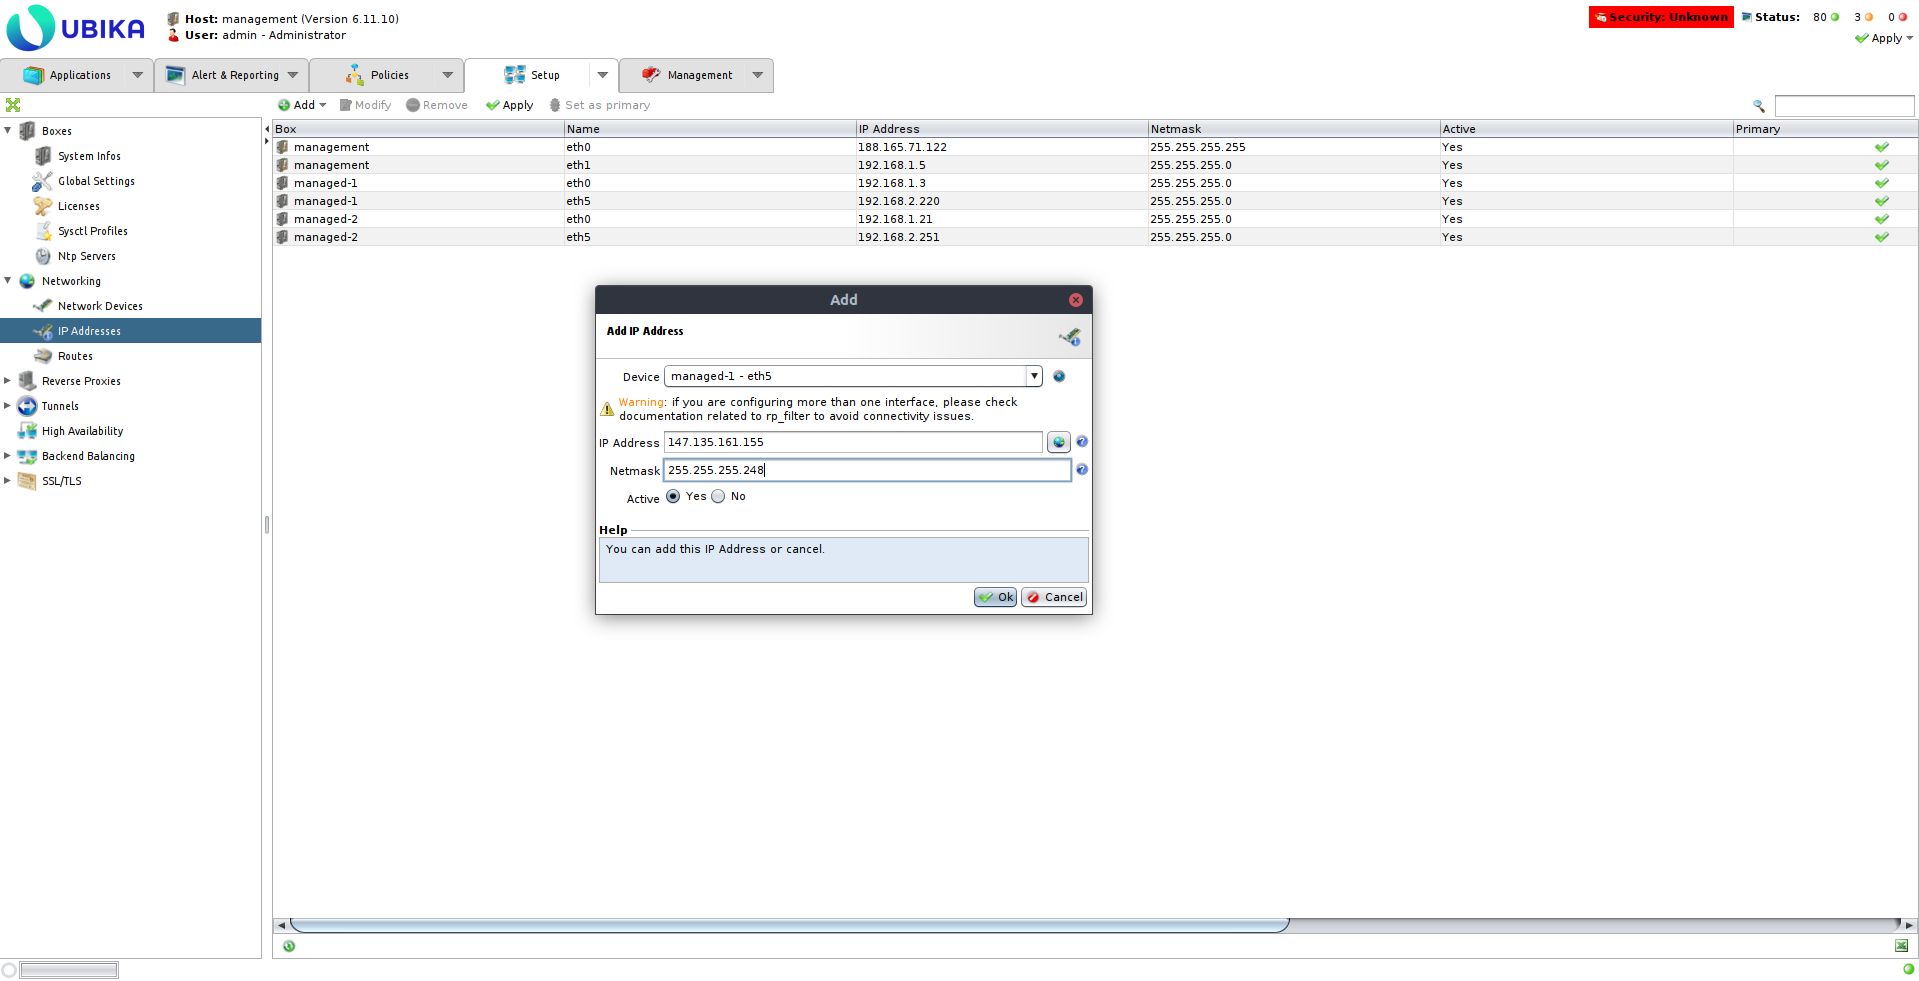 UBIKA
Host: management (Version 6.11.10)
User: admin - Administrator
Security: Unknown
Status: 80 3 0
Apply
Applications
Alert & Reporting
Policies
Setup
Management
Add Modify Remove Apply Set as primary
Boxes
System Infos
Global Settings
Licenses
Sysctl Profiles
Ntp Servers
Networking
Network Devices
IP Addresses
Routes
Reverse Proxies
Tunnels
High Availability
Backend Balancing
SSL/TLS
Box Name IP Address Netmask Active Primary
management eth0 188.165.71.122 255.255.255.255 Yes
management eth1 192.168.1.5 255.255.255.0 Yes
managed-1 eth0 192.168.1.3 255.255.255.0 Yes
managed-1 eth5 192.168.2.220 255.255.255.0 Yes
managed-2 eth0 192.168.1.21 255.255.255.0 Yes
managed-2 eth5 192.168.2.251 255.255.255.0 Yes
Add
Add IP Address
Device managed-1 - eth5
Warning: if you are configuring more than one interface, please check
documentation related to rp_filter to avoid connectivity issues.
IP Address 147.135.161.155
Netmask 255.255.255.248
Active Yes No
Help
You can add this IP Address or cancel.
Ok Cancel